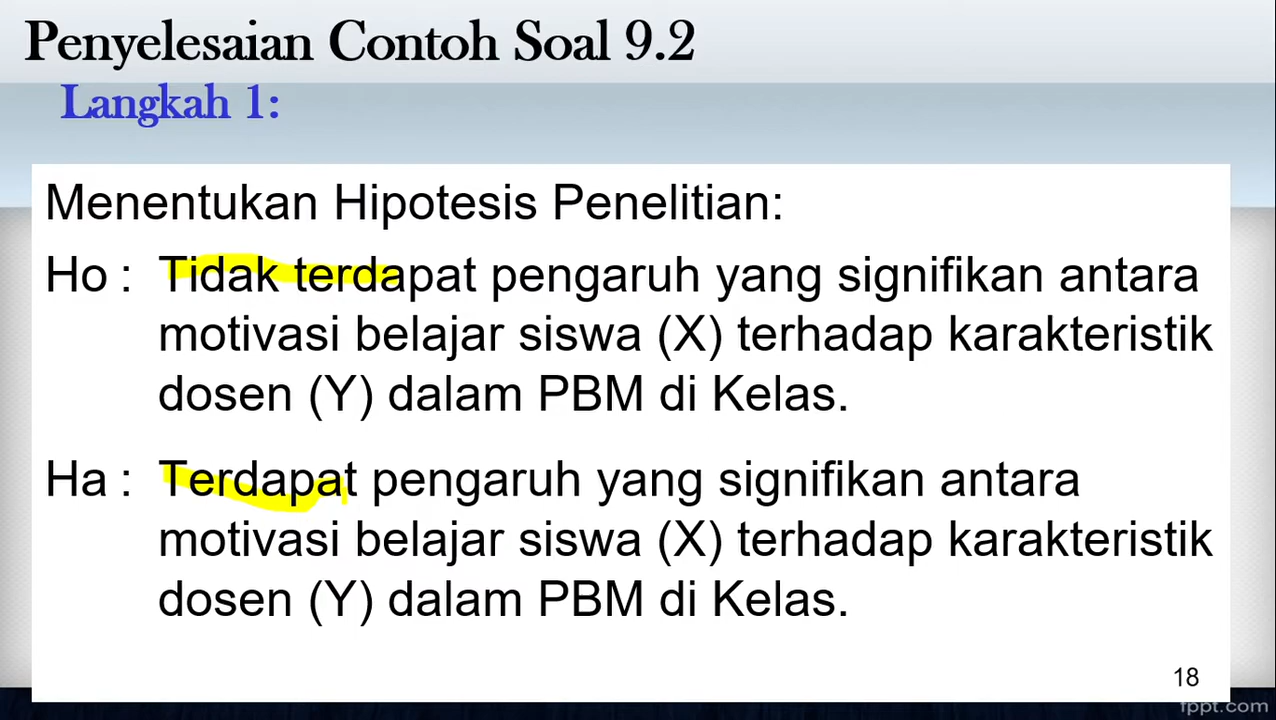 Penyelesaian Contoh Soal 9.2
Langkah 1:
Menentukan Hipotesis Penelitian:
Ho : Tidak terdapat pengaruh yang signifikan antara
motivasi belajar siswa (X) terhadap karakteristik
dosen (Y) dalam PBM di Kelas.
Ha : Terdapat pengaruh yang signifikan antara
motivasi belajar siswa (X) terhadap karakteristik
dosen (Y) dalam PBM di Kelas.
18
fppt.com